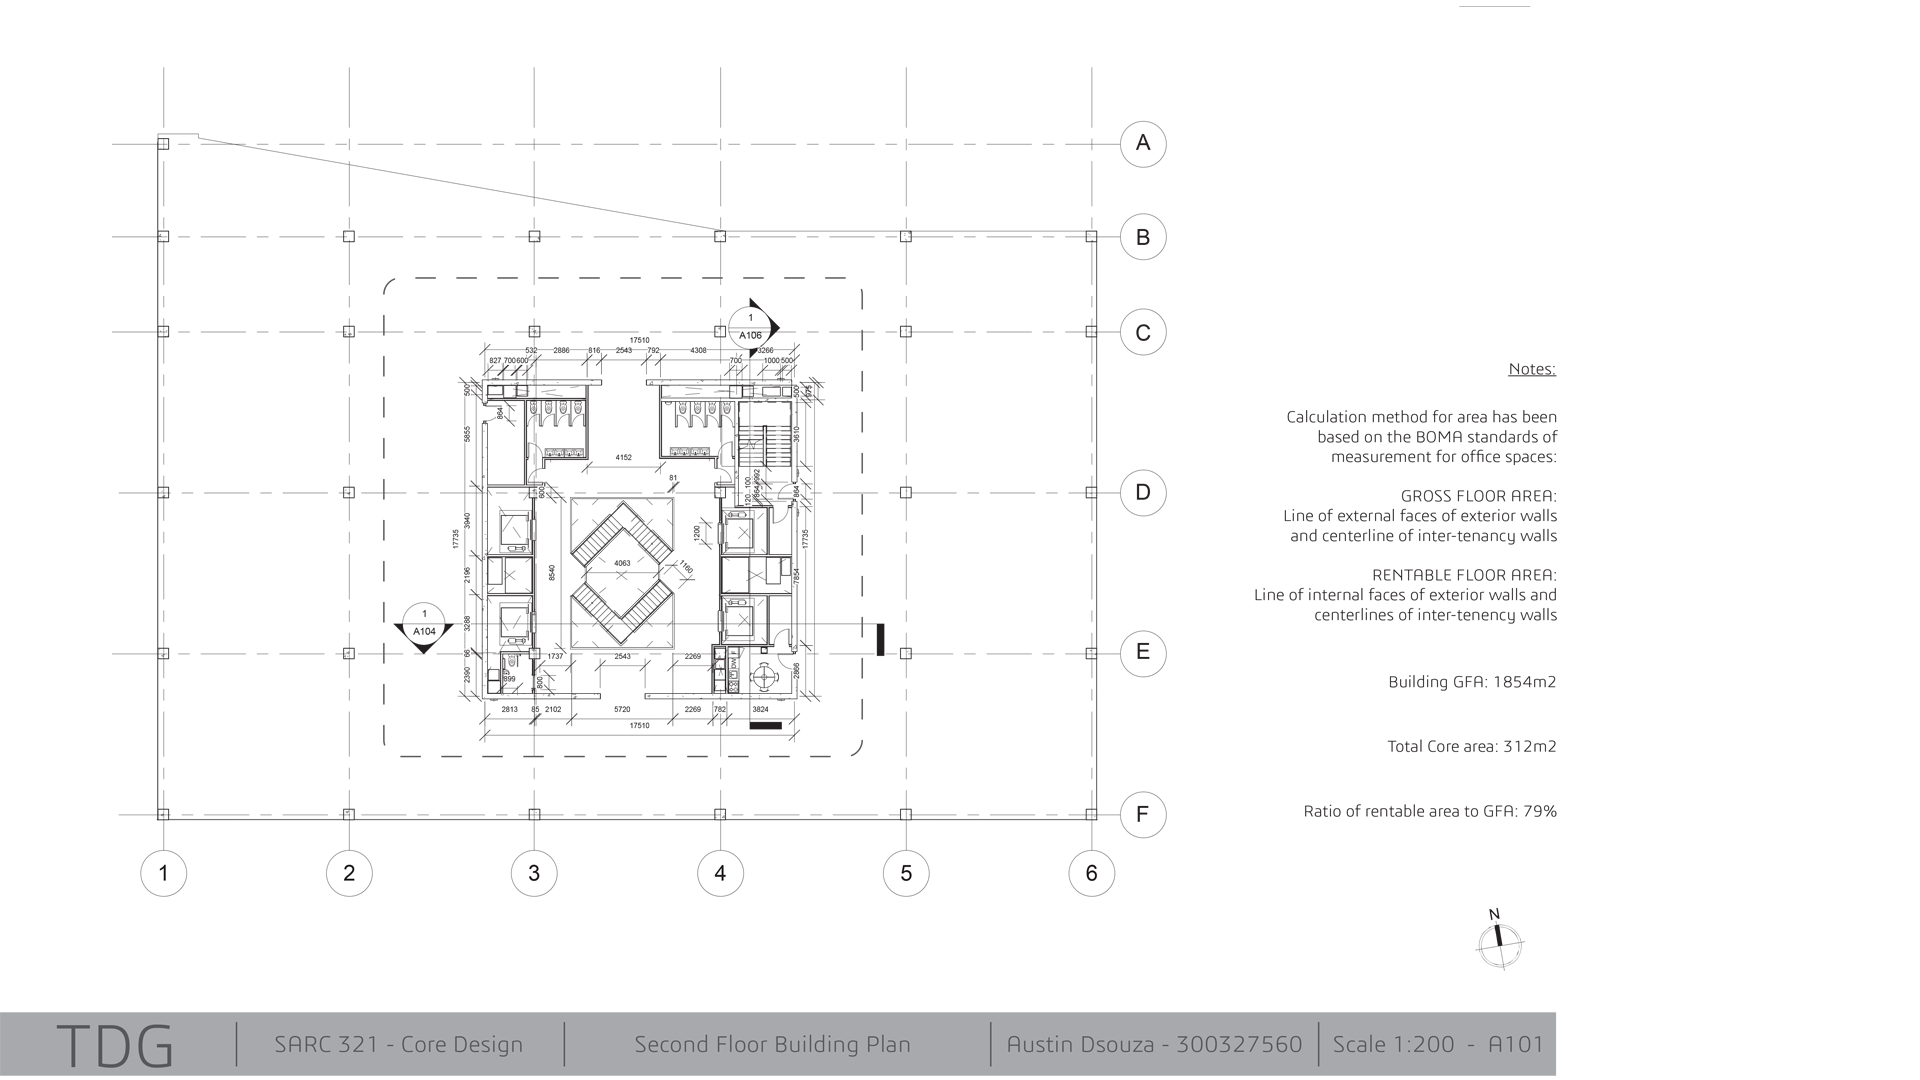 A
B
1
A106
C
17510
532 2886 816 2543 792 4308 3266
827 700 600 700 1000 500
500
500
975
864
5855
3610
4152
81
992
100
864
864
120
D
600
3940
17735
1200
17735
4063
1160
8540
2196
7854
3288
1
A104
66
2390
1737 2543 2269
DW
899
800
2866
E
2813 85 2102 5720 2269 782 3824
17510
F
1 2 3 4 5 6
Notes:
Calculation method for area has been
based on the BOMA standards of
measurement for office spaces:
GROSS FLOOR AREA:
Line of external faces of exterior walls
and centerline of inter-tenancy walls
RENTABLE FLOOR AREA:
Line of internal faces of exterior walls and
centerlines of inter-tenency walls
Building GFA: 1854m2
Total Core area: 312m2
Ratio of rentable area to GFA: 79%
N
TDG
SARC 321 - Core Design
Second Floor Building Plan
Austin Dsouza - 300327560
Scale 1:200 - A101